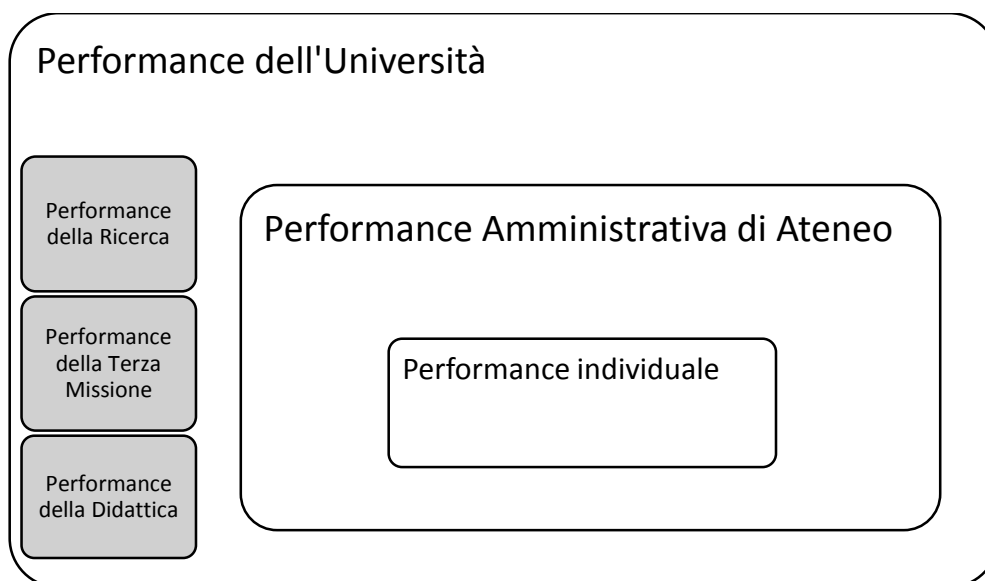 Performance dell'Università
Performance
della Ricerca
Performance
della Terza
Missione
Performance
della Didattica
Performance Amministrativa di Ateneo
Performance individuale